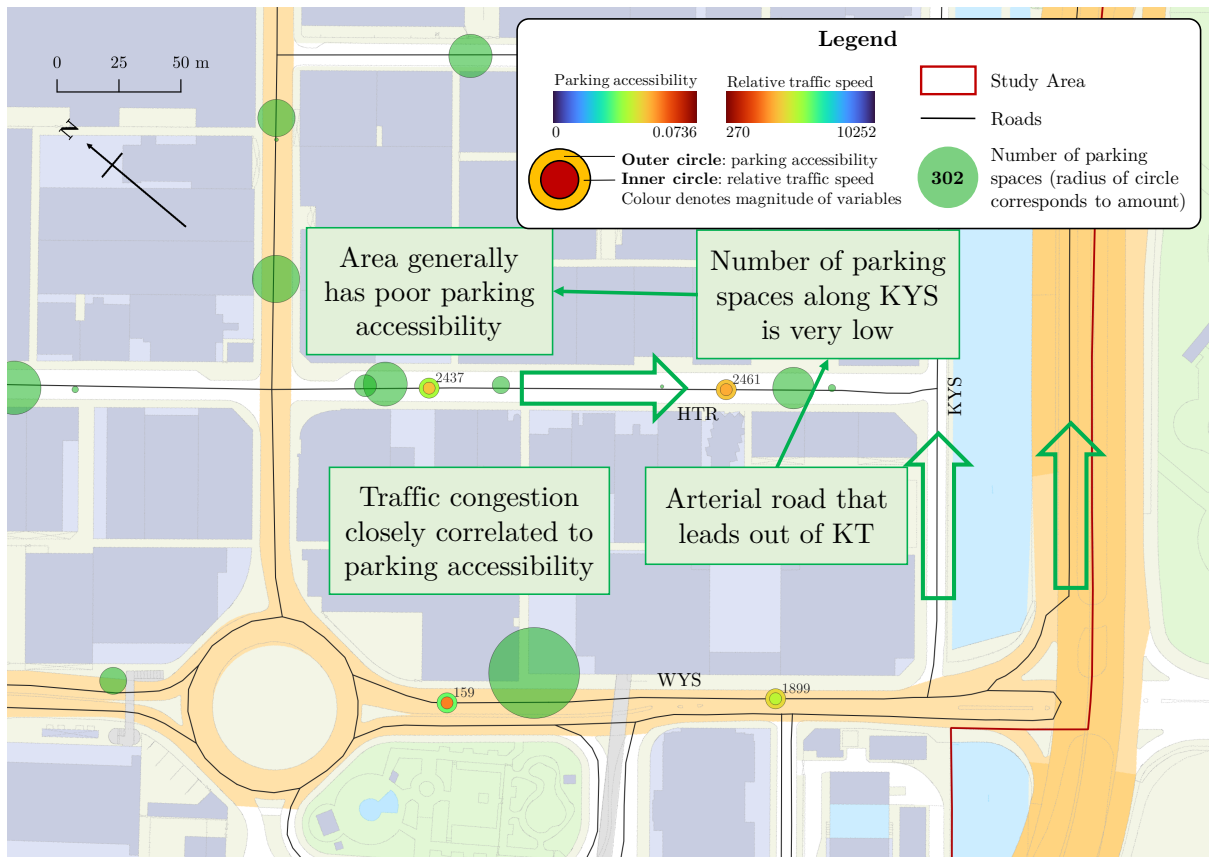 0 25 50 m
N
Legend
Parking accessibility
0 0.0736
Relative traffic speed
270 10252
Outer circle: parking accessibility
Inner circle: relative traffic speed
Colour denotes magnitude of variables
Study Area
Roads
302
Number of parking
spaces (radius of circle
corresponds to amount)
Area generally
has poor parking
accessibility
Number of parking
spaces along KYS
is very low
2437
2461
HTR
KYS
Traffic congestion
closely correlated to
parking accessibility
Arterial road that
leads out of KT
WYS
159
1899